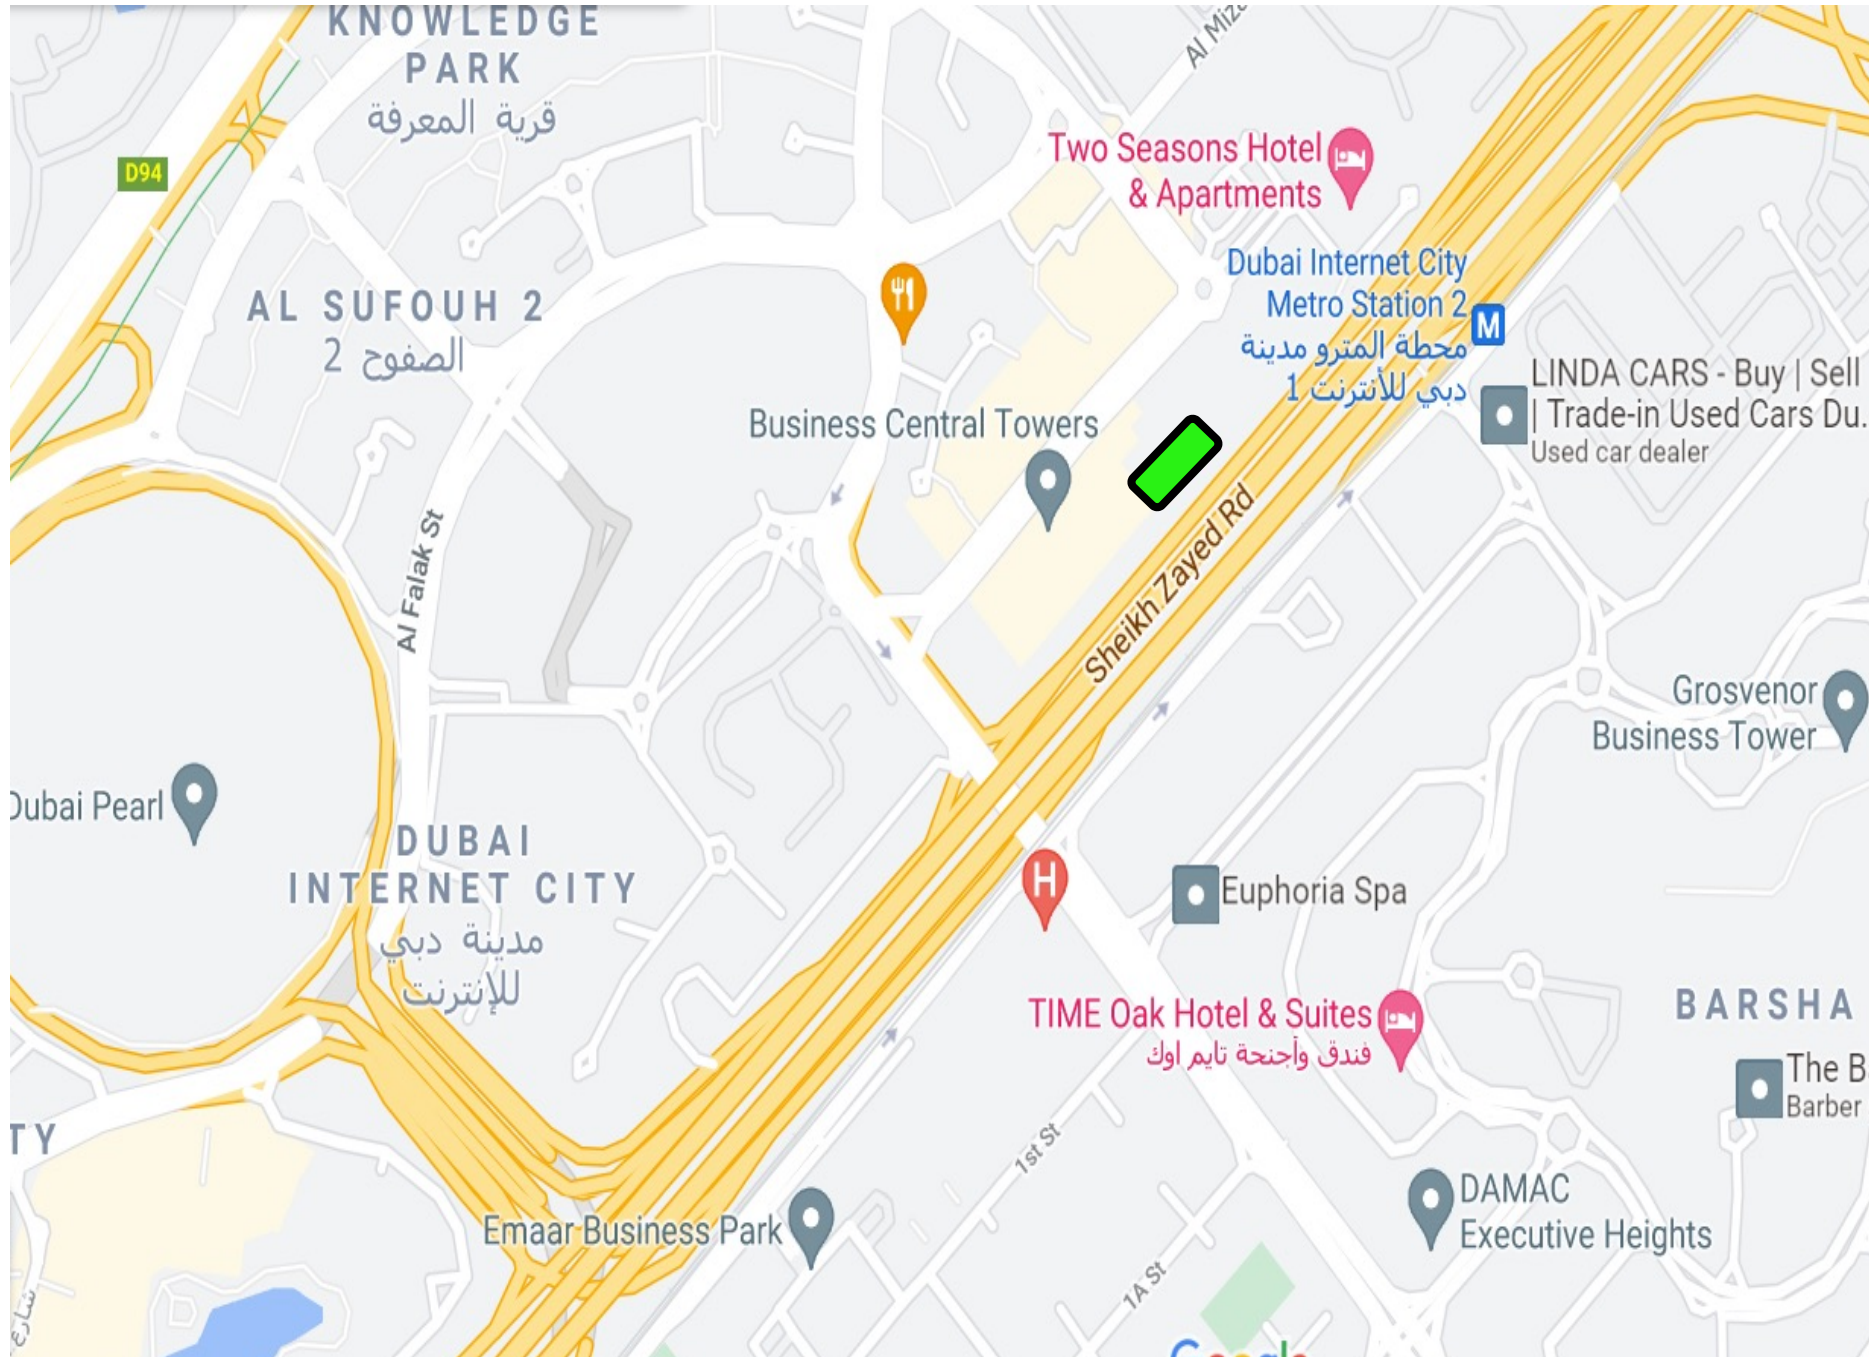 KNOWLEDGE
PARK
قرية المعرفة
D94
Two Seasons Hotel
& Apartments
Dubai Internet City
Metro Station 2
محطة المترو مدينة
دبي للأنترنت 1
AL SUFOUH 2
الصفوح 2
LINDA CARS - Buy | Sell
| Trade-in Used Cars Du.
Used car dealer
Business Central Towers
M
Al Falak St
Sheikh Zayed Rd
Grosvenor
Business Tower
Dubai Pearl
DUBAI
INTERNET CITY
مدينة دبي
للإنترنت
H
Euphoria Spa
TIME Oak Hotel & Suites
فندق وأجنحة تايم اوك
BARSHA
The B
Barber
TY
1st St
DAMAC
Executive Heights
Emaar Business Park
1A St
شارع
Google